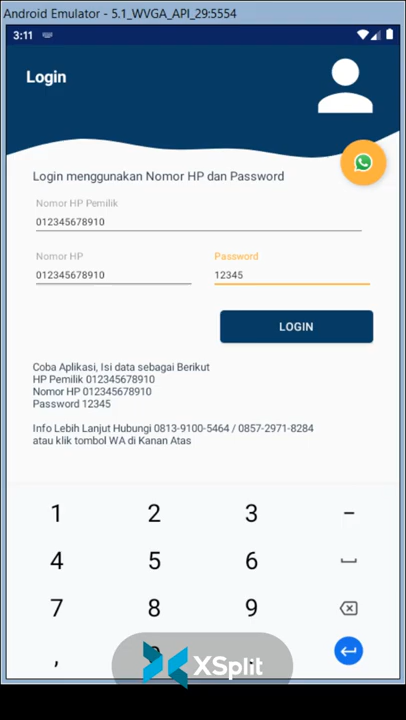 Android Emulator - 5.1_WVGA_API_29:5554
3:11
Login
Login menggunakan Nomor HP dan Password
Nomor HP Pemilik
012345678910
Nomor HP
Password
012345678910
12345
LOGIN
Coba Aplikasi, Isi data sebagai Berikut
HP Pemilik 012345678910
Nomor HP 012345678910
Password 12345
Info Lebih Lanjut Hubungi 0813-9100-5464 / 0857-2971-8284
atau klik tombol WA di Kanan Atas
1 2 3 -
4 5 6
7 8 9
, .
XSplit